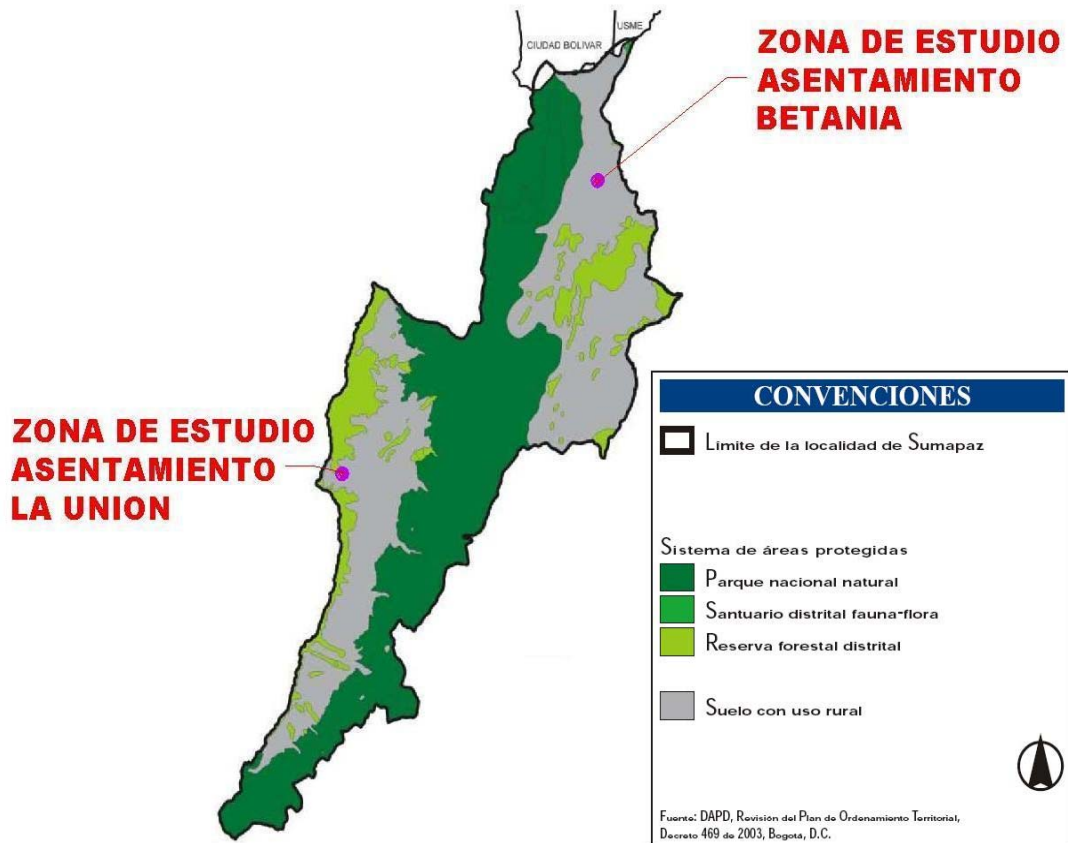 USME
CIUDAD BOLIVAR
ZONA DE ESTUDIO
ASENTAMIENTO
BETANIA
ZONA DE ESTUDIO
ASENTAMIENTO
LA UNION
CONVENCIONES
Límite de la localidad de Sumapaz
Sistema de áreas protegidas
Parque nacional natural
Santuario distrital fauna-flora
Reserva forestal distrital
Suelo con uso rural
Fuente: DAPD, Revisión del Plan de Ordenamiento Territorial,
Decreto 469 de 2003, Bogotá, D.C.